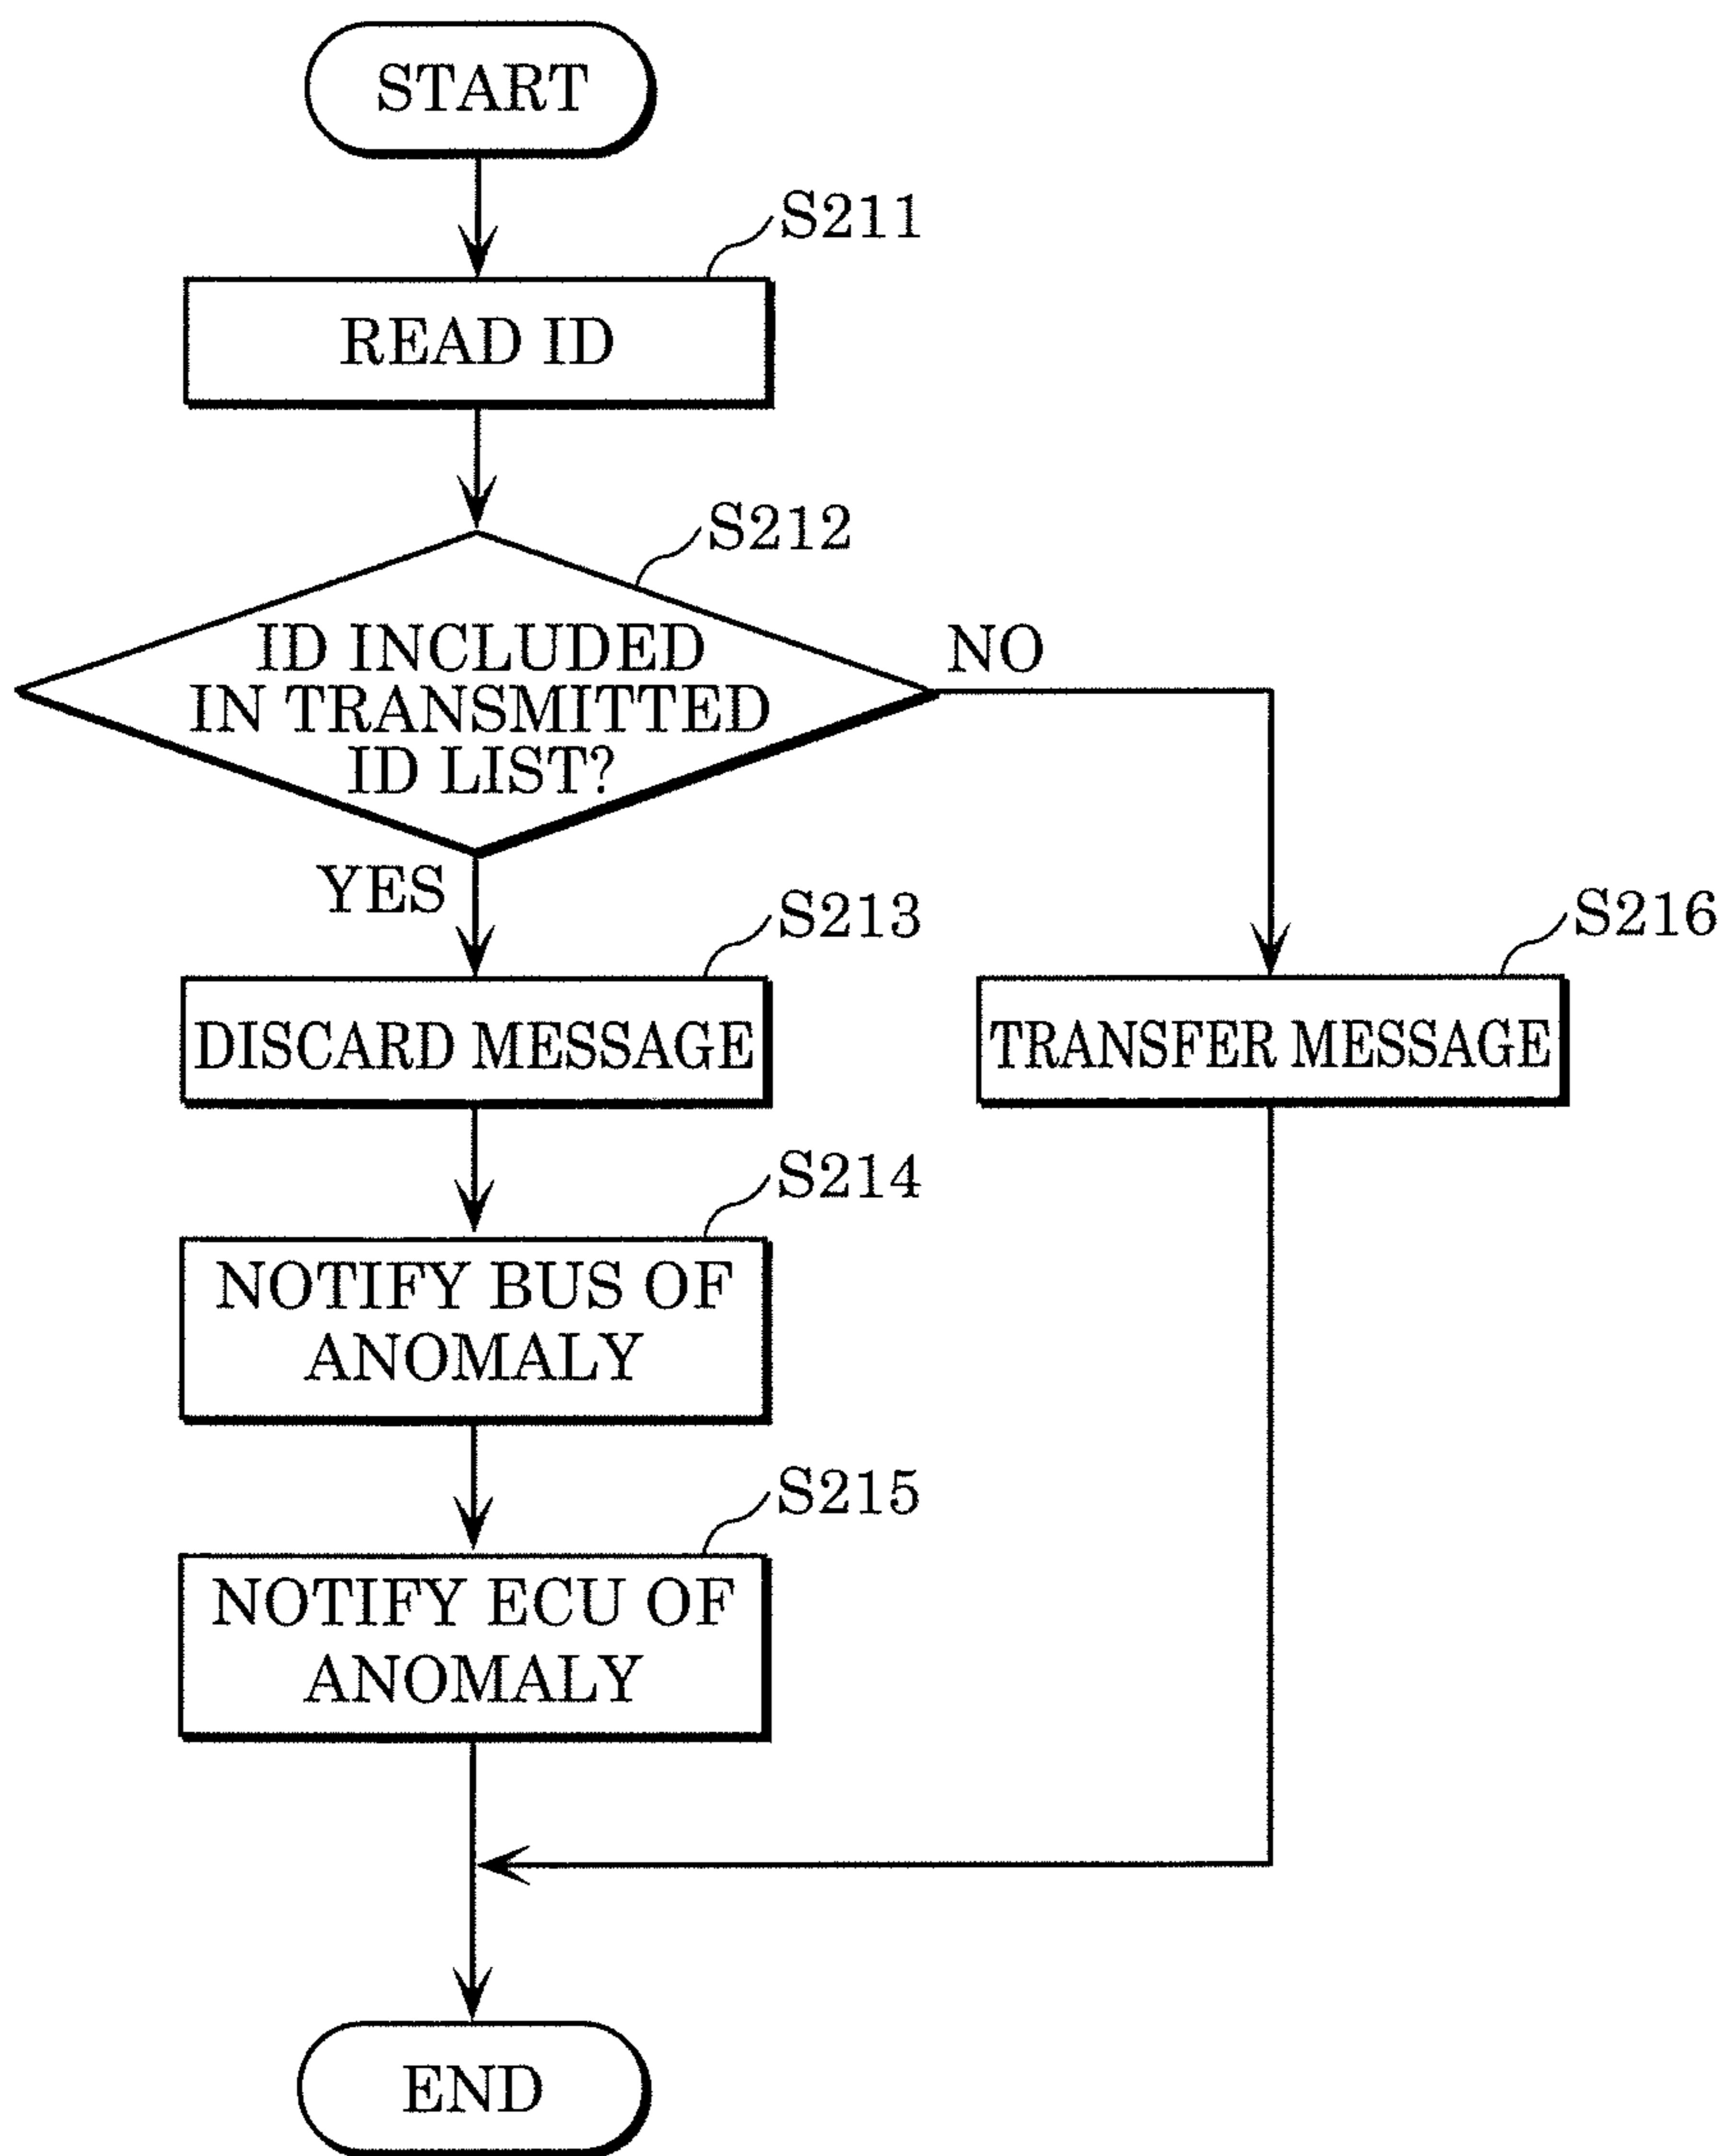 START
S211
READ ID
S212
ID INCLUDED
IN TRANSMITTED
ID LIST?
NO
YES
S213
DISCARD MESSAGE
S216
TRANSFER MESSAGE
S214
NOTIFY BUS OF
ANOMALY
S215
NOTIFY ECU OF
ANOMALY
END